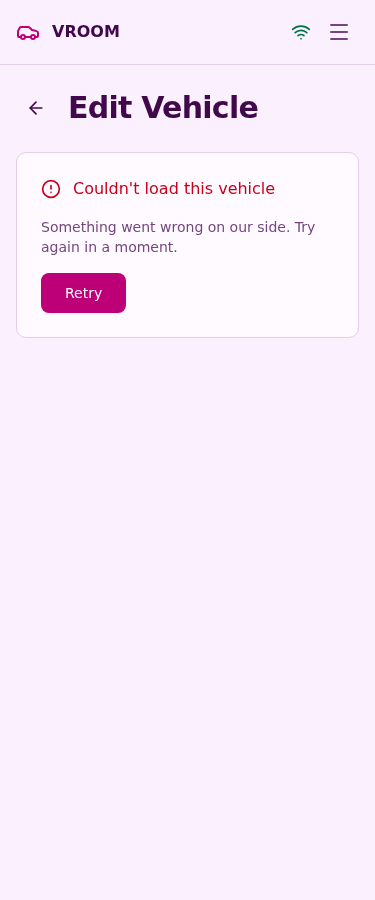 VROOM
Edit Vehicle
Couldn't load this vehicle
Something went wrong on our side. Try
again in a moment.
Retry